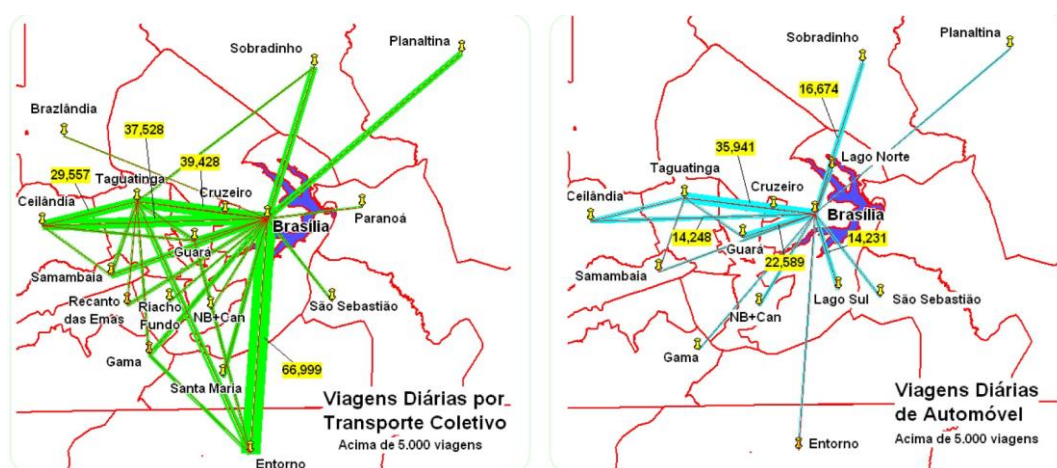 Sobradinho
Planaltina
Brazlândia
37,528
29,557
39,428
Taguatinga
Cruzeiro
Ceilândia
Paranoá
Brasília
Guará
Samambaia
Recanto
das Emas
Riacho
Fundo
NB+Can
São Sebastião
Gama
66,999
Santa Maria
Viagens Diárias por
Transporte Coletivo
Acima de 5.000 viagens
Entorno
Sobradinho
Planaltina
16,674
35,941
Lago Norte
Taguatinga
Cruzeiro
Ceilândia
Brasília
14,248
Guará
14,231
22,589
Samambaia
Lago Sul
São Sebastião
NB+Can
Gama
Viagens Diárias
de Automóvel
Acima de 5.000 viagens
Entorno